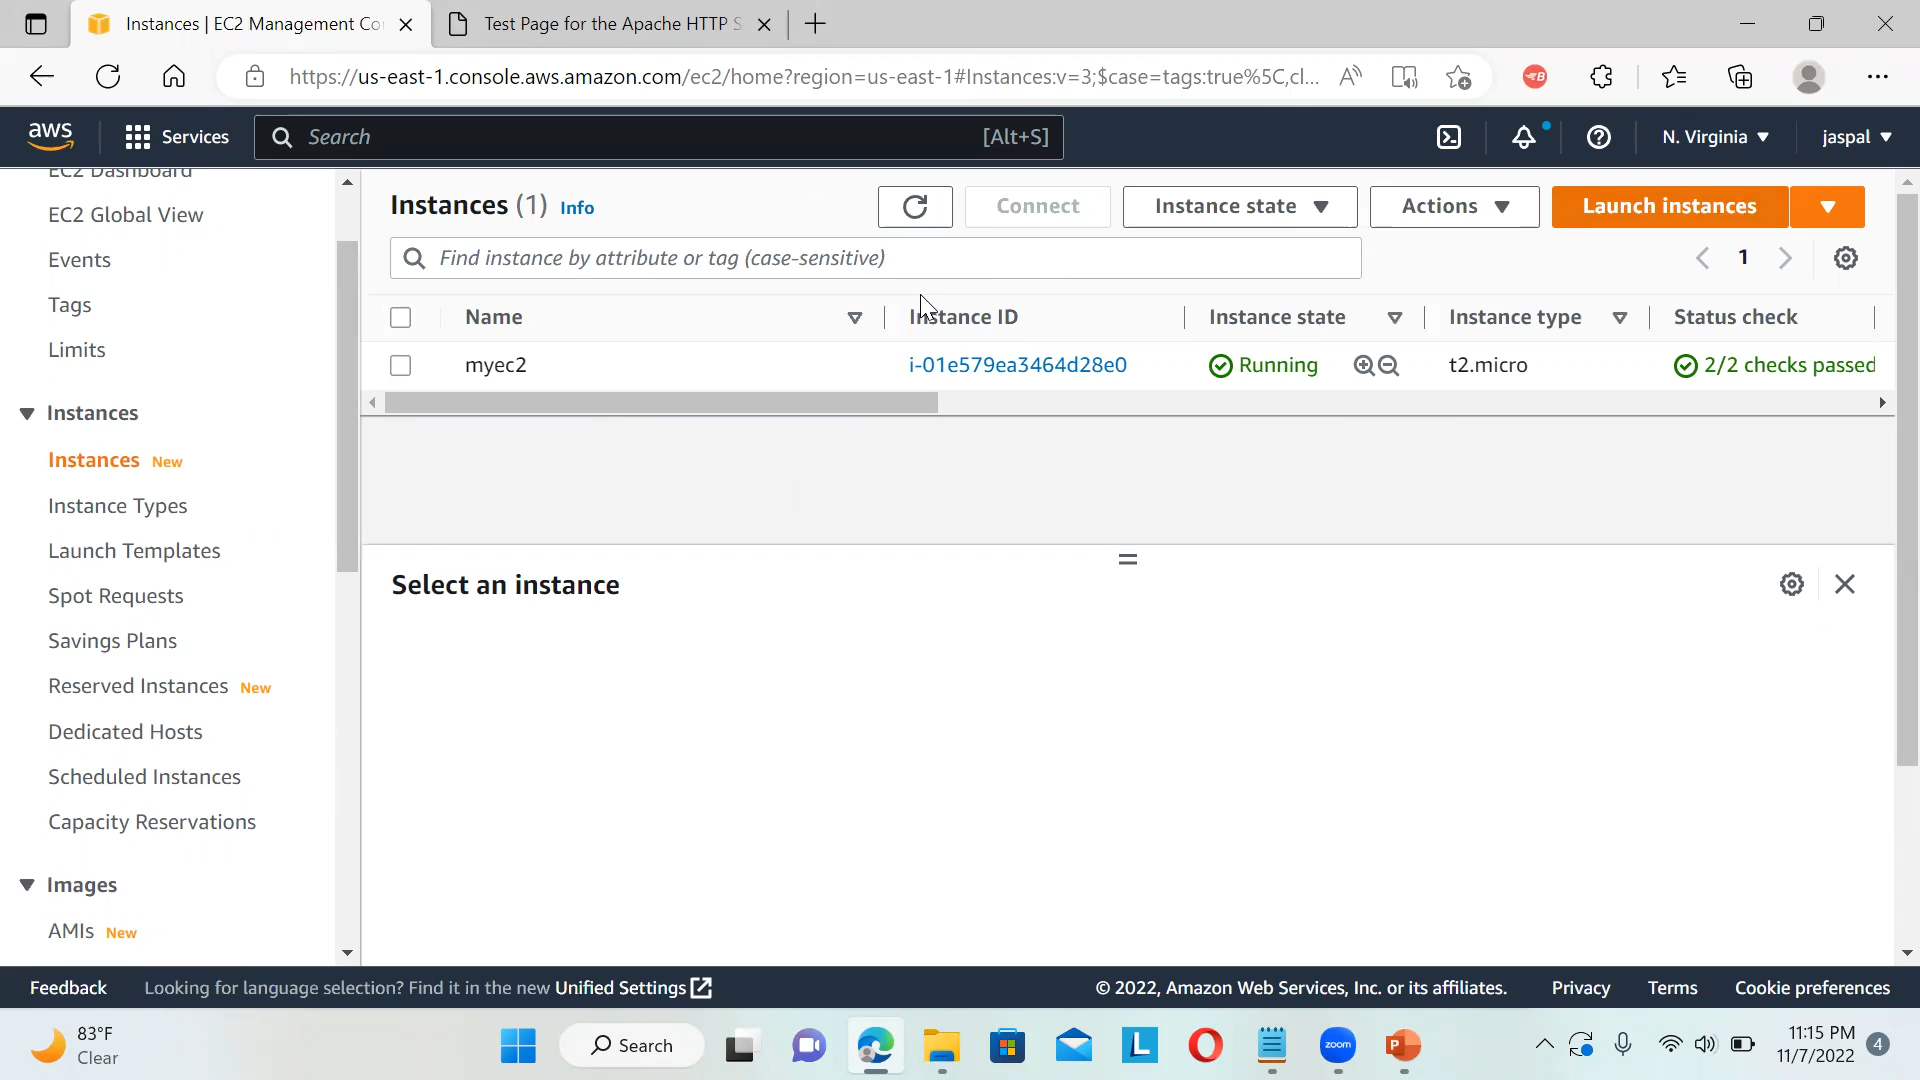 Instances | EC2 Management Co
Test Page for the Apache HTTP S
https://us-east-1.console.aws.amazon.com/ec2/home?region=us-east-1#Instances:v=3;$case=tags:true%5C,cl...
aws
Services
Search
[Alt+S]
N. Virginia
jaspal
EC2 Dashboard
EC2 Global View
Events
Tags
Limits
Instances
Instances New
Instance Types
Launch Templates
Spot Requests
Savings Plans
Reserved Instances New
Dedicated Hosts
Scheduled Instances
Capacity Reservations
Images
AMIs New
Instances (1) Info
Connect
Instance state
Actions
Launch instances
Find instance by attribute or tag (case-sensitive)
1
Name Instance ID Instance state Instance type Status check
myec2 i-01e579ea3464d28e0 Running t2.micro 2/2 checks passed
Select an instance
Feedback
Looking for language selection? Find it in the new Unified Settings
© 2022, Amazon Web Services, Inc. or its affiliates.
Privacy
Terms
Cookie preferences
83°F
Clear
Search
L
zoom
P
11:15 PM
11/7/2022
4